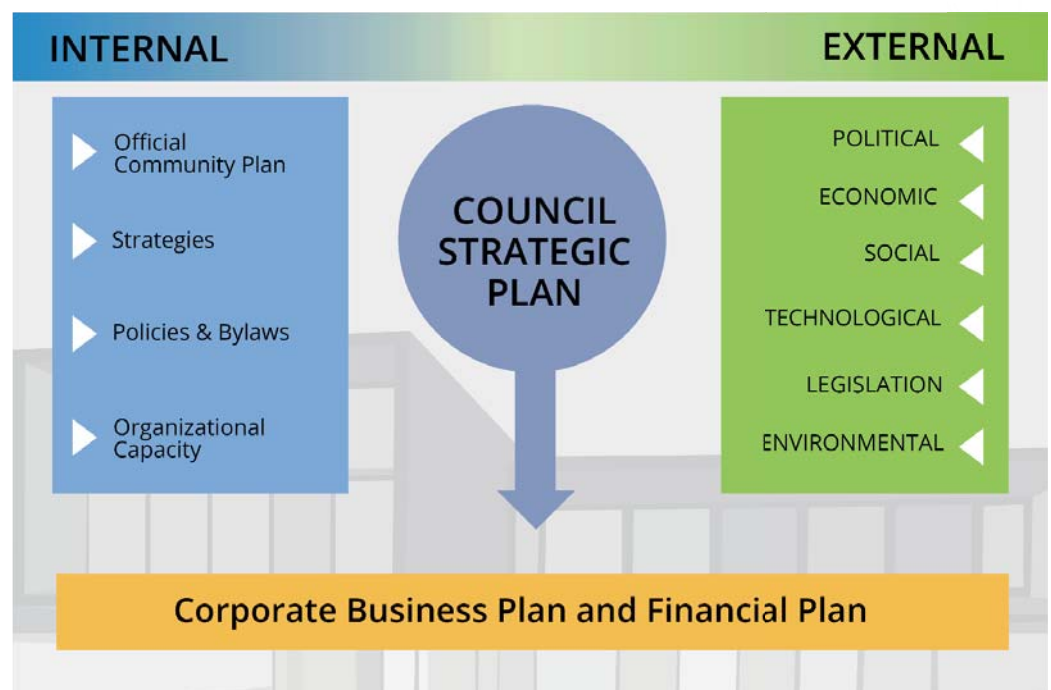 INTERNAL
EXTERNAL
Official
Community Plan
Strategies
Policies & Bylaws
Organizational
Capacity
COUNCIL
STRATEGIC
PLAN
POLITICAL
ECONOMIC
SOCIAL
TECHNOLOGICAL
LEGISLATION
ENVIRONMENTAL
Corporate Business Plan and Financial Plan